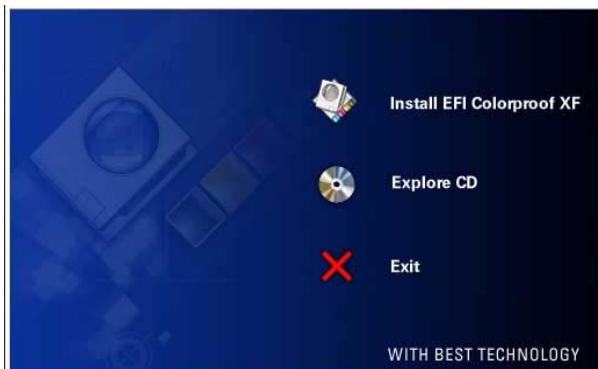 Install EFI Colorproof XF
Explore CD
Exit
WITH BEST TECHNOLOGY